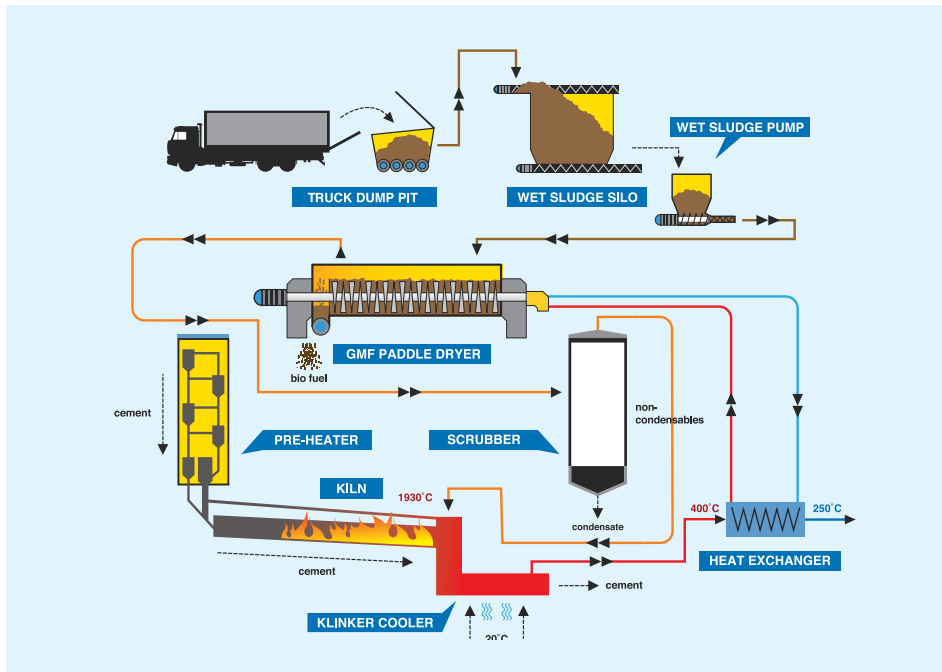 WET SLUDGE PUMP
TRUCK DUMP PIT
WET SLUDGE SILO
GMF PADDLE DRYER
bio fuel
cement
non-
condensables
PRE-HEATER
SCRUBBER
KILN
1930°C
400°C
250°C
condensate
HEAT EXCHANGER
cement
cement
KLINKER COOLER
20°C